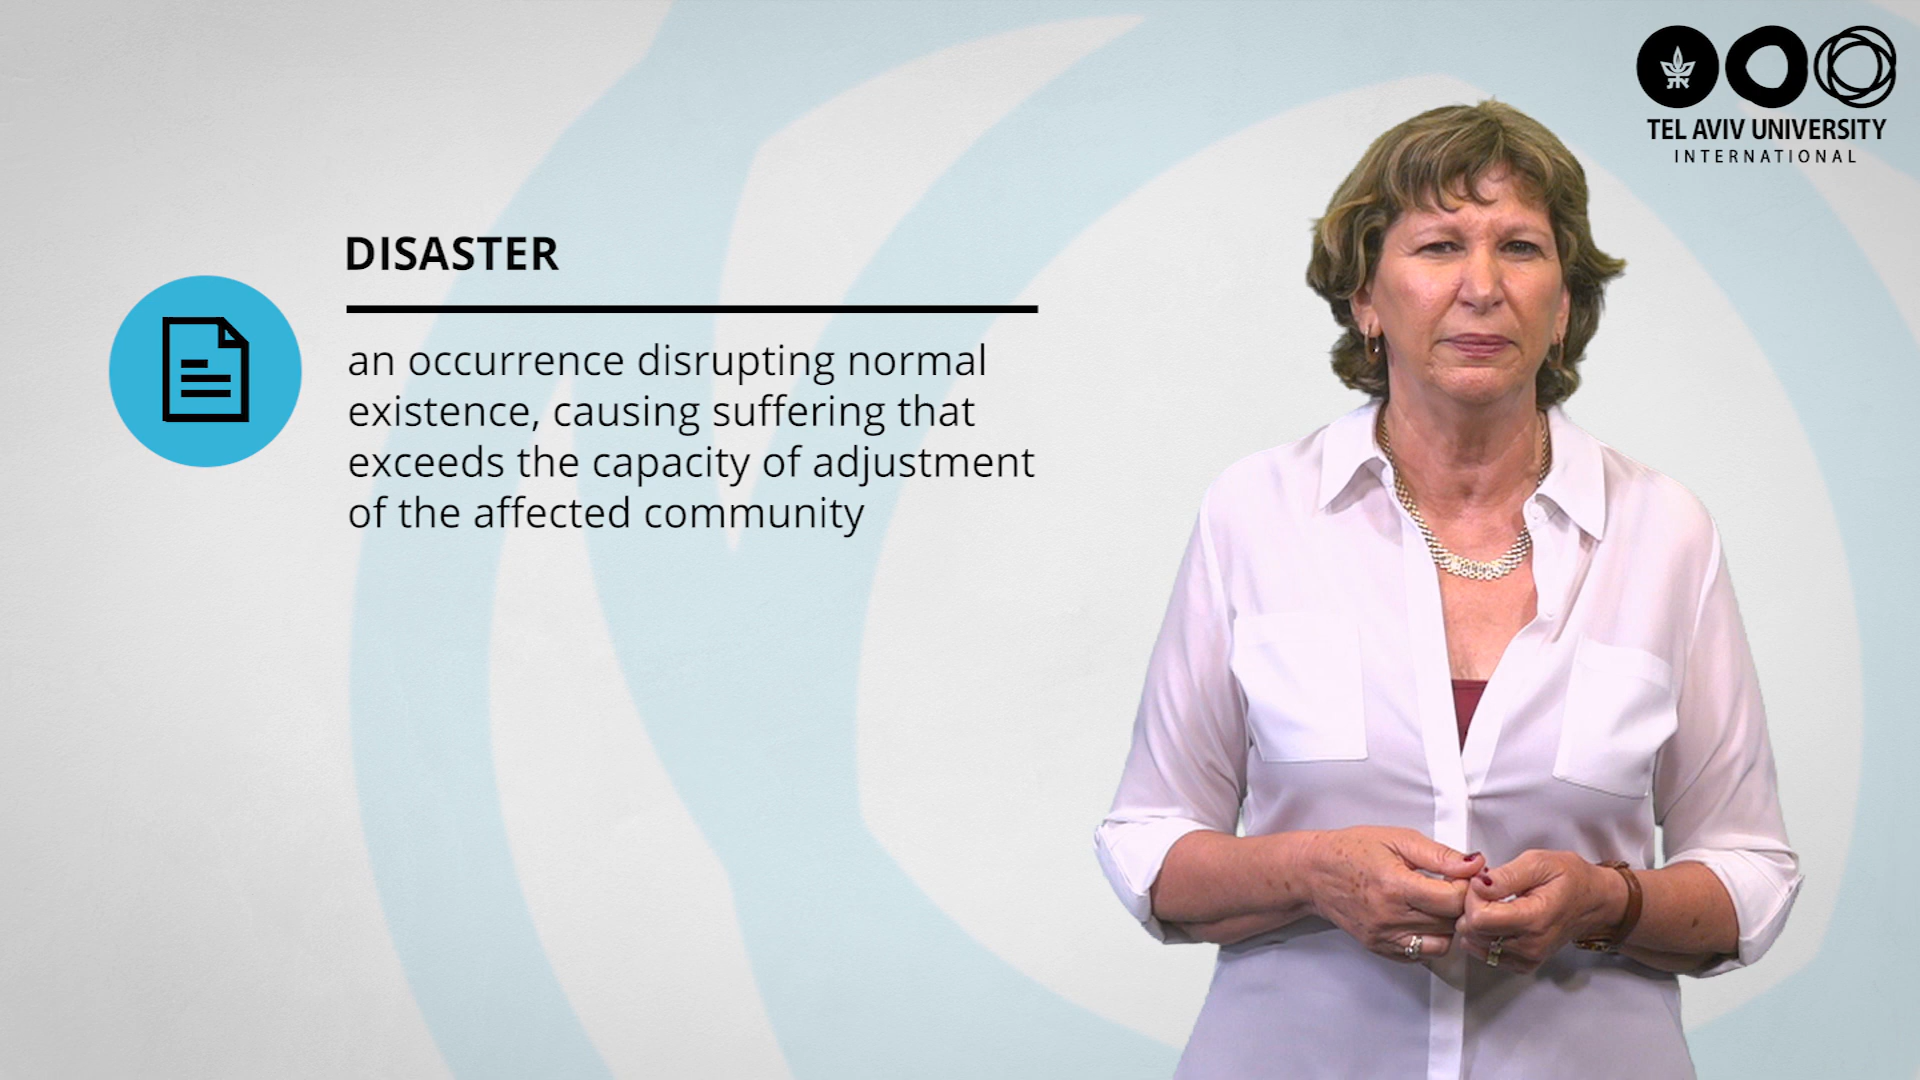 TEL AVIV UNIVERSITY
INTERNATIONAL
DISASTER
an occurrence disrupting normal
existence, causing suffering that
exceeds the capacity of adjustment
of the affected community